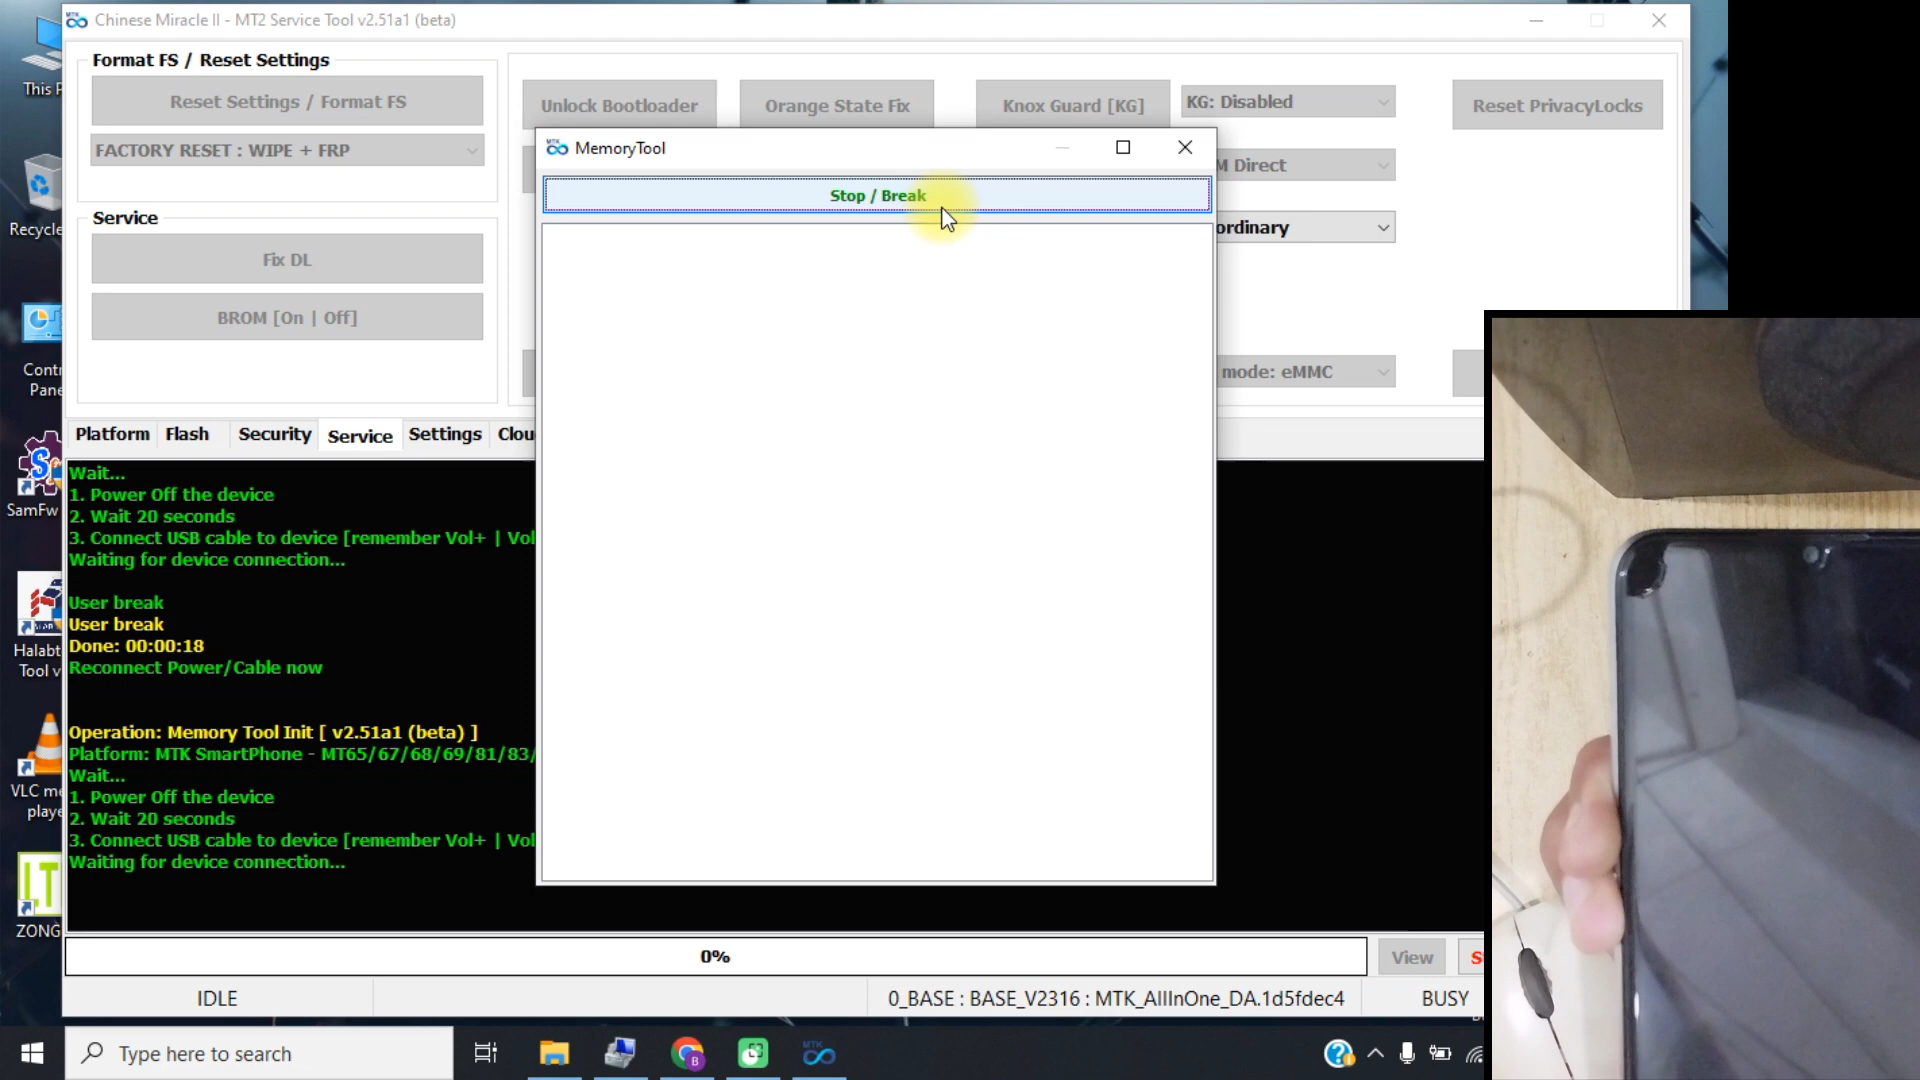 Chinese Miracle II - MT2 Service Tool v2.51a1 (beta)
This P
Recycle
Contr
Pane
SamFw
Halabt
Tool v
VLC me
playe
ZONG
Format FS / Reset Settings
Reset Settings / Format FS
FACTORY RESET : WIPE + FRP
Service
Fix DL
BROM [On | Off]
Unlock Bootloader
Orange State Fix
Knox Guard [KG]
KG: Disabled
Reset PrivacyLocks
M Direct
ordinary
mode: eMMC
MemoryTool
Stop / Break
Platform
Flash
Security
Service
Settings
Clou
Wait...
1. Power Off the device
2. Wait 20 seconds
3. Connect USB cable to device [remember Vol+ | Vol
Waiting for device connection...
User break
User break
Done: 00:00:18
Reconnect Power/Cable now
Operation: Memory Tool Init [ v2.51a1 (beta) ]
Platform: MTK SmartPhone - MT65/67/68/69/81/83/
Wait...
1. Power Off the device
2. Wait 20 seconds
3. Connect USB cable to device [remember Vol+ | Vol
Waiting for device connection...
0%
View
S
IDLE
0_BASE : BASE_V2316 : MTK_AllInOne_DA.1d5fdec4
BUSY
Type here to search